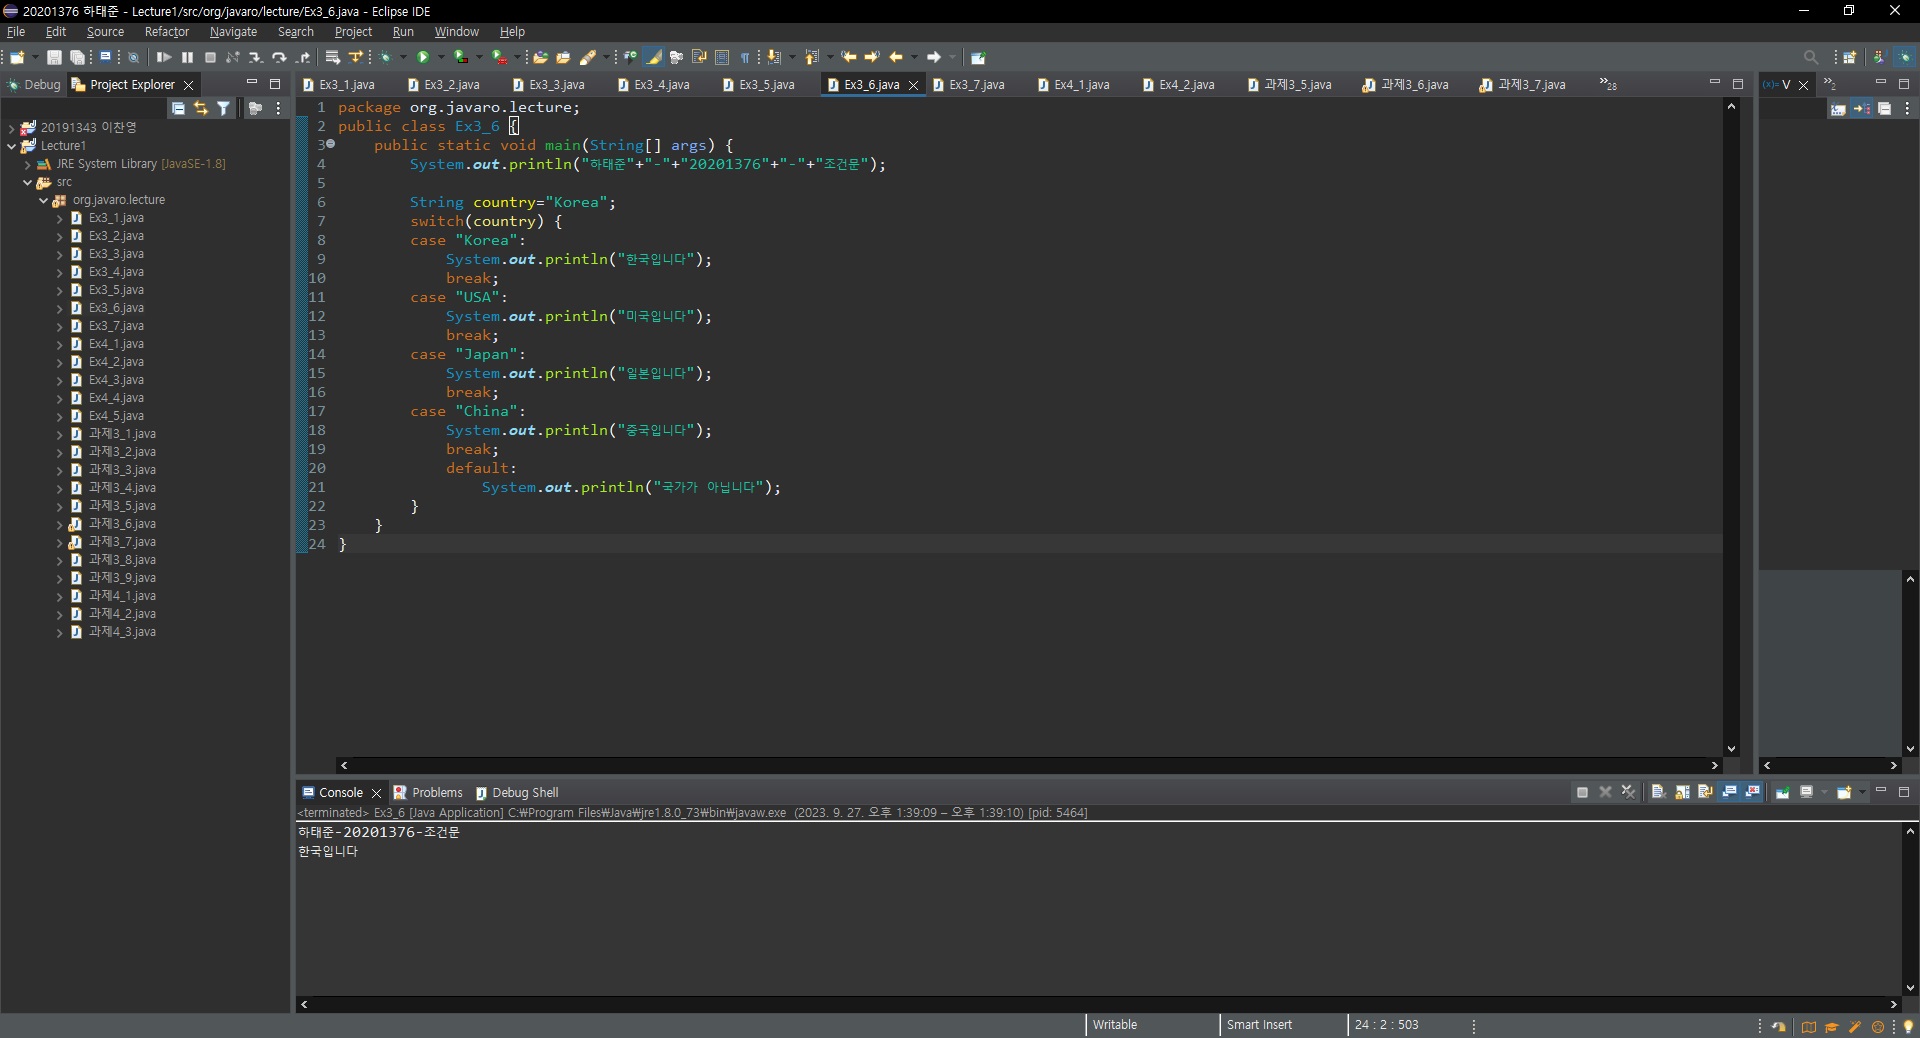 20201376 하태준 - Lecture1/src/org/javaro/lecture/Ex3_6.java - Eclipse IDE
File Edit Source Refactor Navigate Search Project Run Window Help
Debug Project Explorer
Ex3_1.java Ex3_2.java Ex3_3.java Ex3_4.java Ex3_5.java Ex3_6.java Ex3_7.java Ex4_1.java Ex4_2.java 과제3_5.java 과제3_6.java 과제3_7.java »28
(x)= V »2
20191343 이찬영
Lecture1
JRE System Library [JavaSE-1.8]
src
org.javaro.lecture
Ex3_1.java
Ex3_2.java
Ex3_3.java
Ex3_4.java
Ex3_5.java
Ex3_6.java
Ex3_7.java
Ex4_1.java
Ex4_2.java
Ex4_3.java
Ex4_4.java
Ex4_5.java
과제3_1.java
과제3_2.java
과제3_3.java
과제3_4.java
과제3_5.java
과제3_6.java
과제3_7.java
과제3_8.java
과제3_9.java
과제4_1.java
과제4_2.java
과제4_3.java
1 package org.javaro.lecture;
2 public class Ex3_6 {
3 public static void main(String[] args) {
4 System.out.println("하태준"+"-"+"20201376"+"-"+"조건문");
5
6 String country="Korea";
7 switch(country) {
8 case "Korea":
9 System.out.println("한국입니다");
10 break;
11 case "USA":
12 System.out.println("미국입니다");
13 break;
14 case "Japan":
15 System.out.println("일본입니다");
16 break;
17 case "China":
18 System.out.println("중국입니다");
19 break;
20 default:
21 System.out.println("국가가 아닙니다");
22 }
23 }
24 }
Console Problems Debug Shell
<terminated> Ex3_6 [Java Application] C:₩Program Files₩Java₩jre1.8.0_73₩bin₩javaw.exe (2023. 9. 27. 오후 1:39:09 – 오후 1:39:10) [pid: 5464]
하태준-20201376-조건문
한국입니다
Writable Smart Insert 24 : 2 : 503